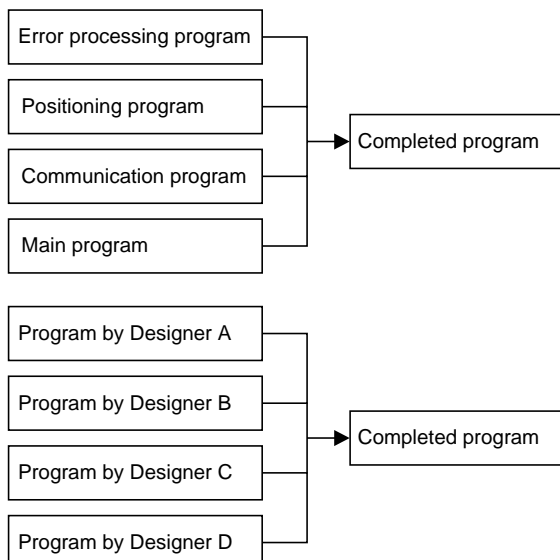 Error processing program
Positioning program
Completed program
Communication program
Main program
Program by Designer A
Program by Designer B
Completed program
Program by Designer C
Program by Designer D